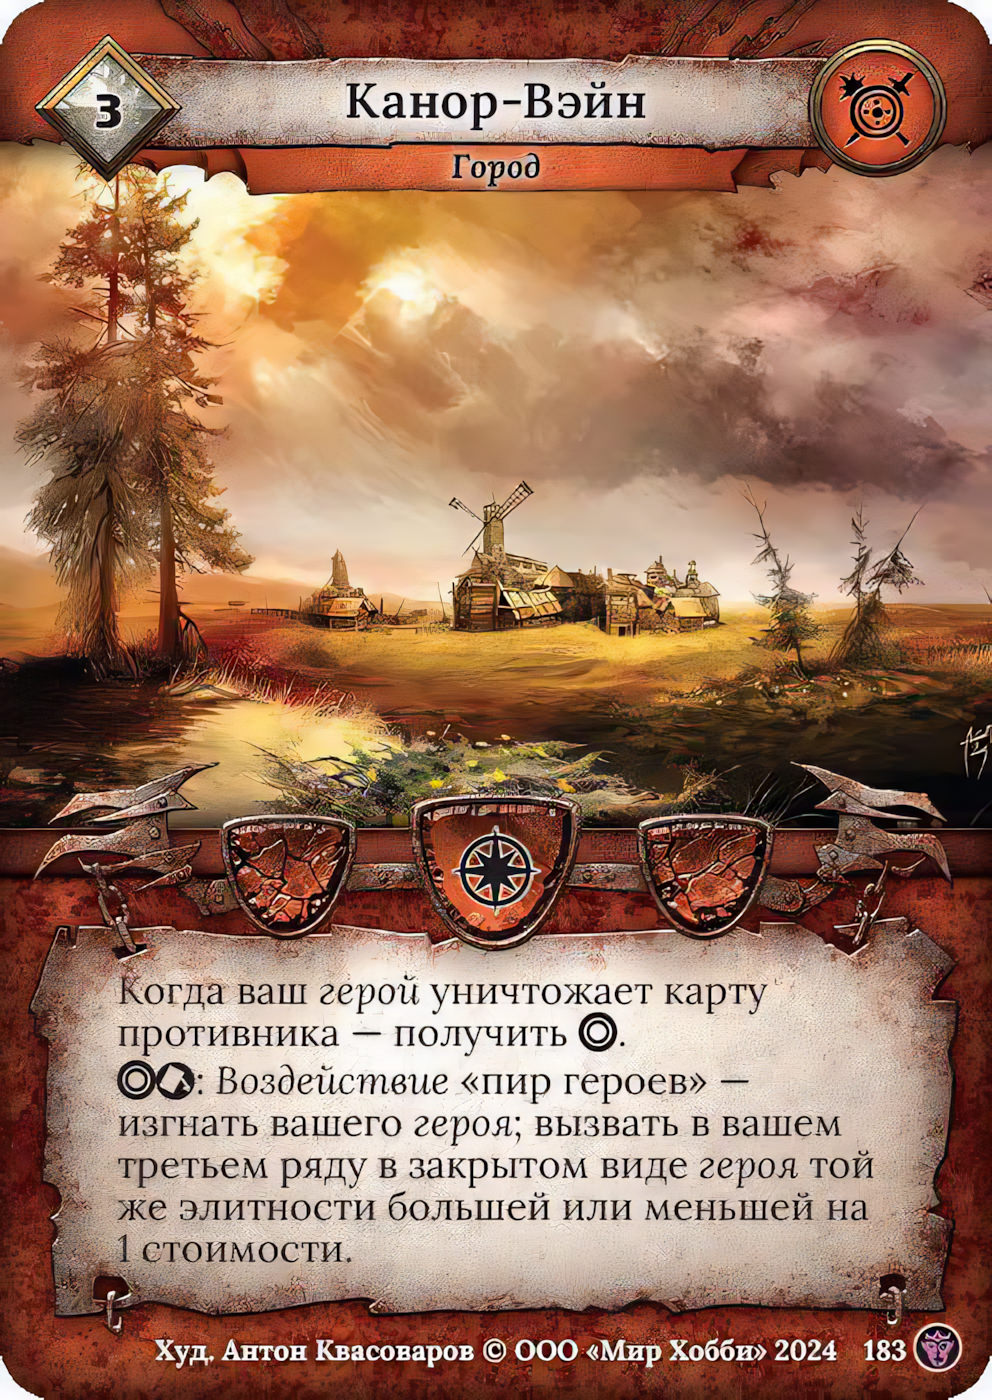 3
Канор-Вэйн
Город
Когда ваш герой уничтожает карту
противника — получить .
: Воздействие «пир героев» —
изгнать вашего героя; вызвать в вашем
третьем ряду в закрытом виде героя той
же элитности большей или меньшей на
1 стоимости.
Худ. Антон Квасоваров © ООО «Мир Хобби» 2024 183